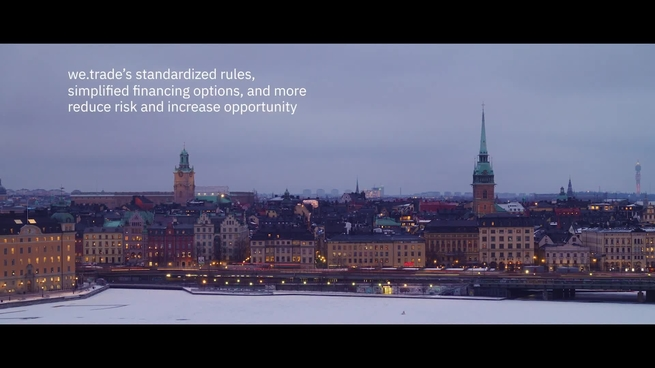 we.trade's standardized rules,
simplified financing options, and more
reduce risk and increase opportunity